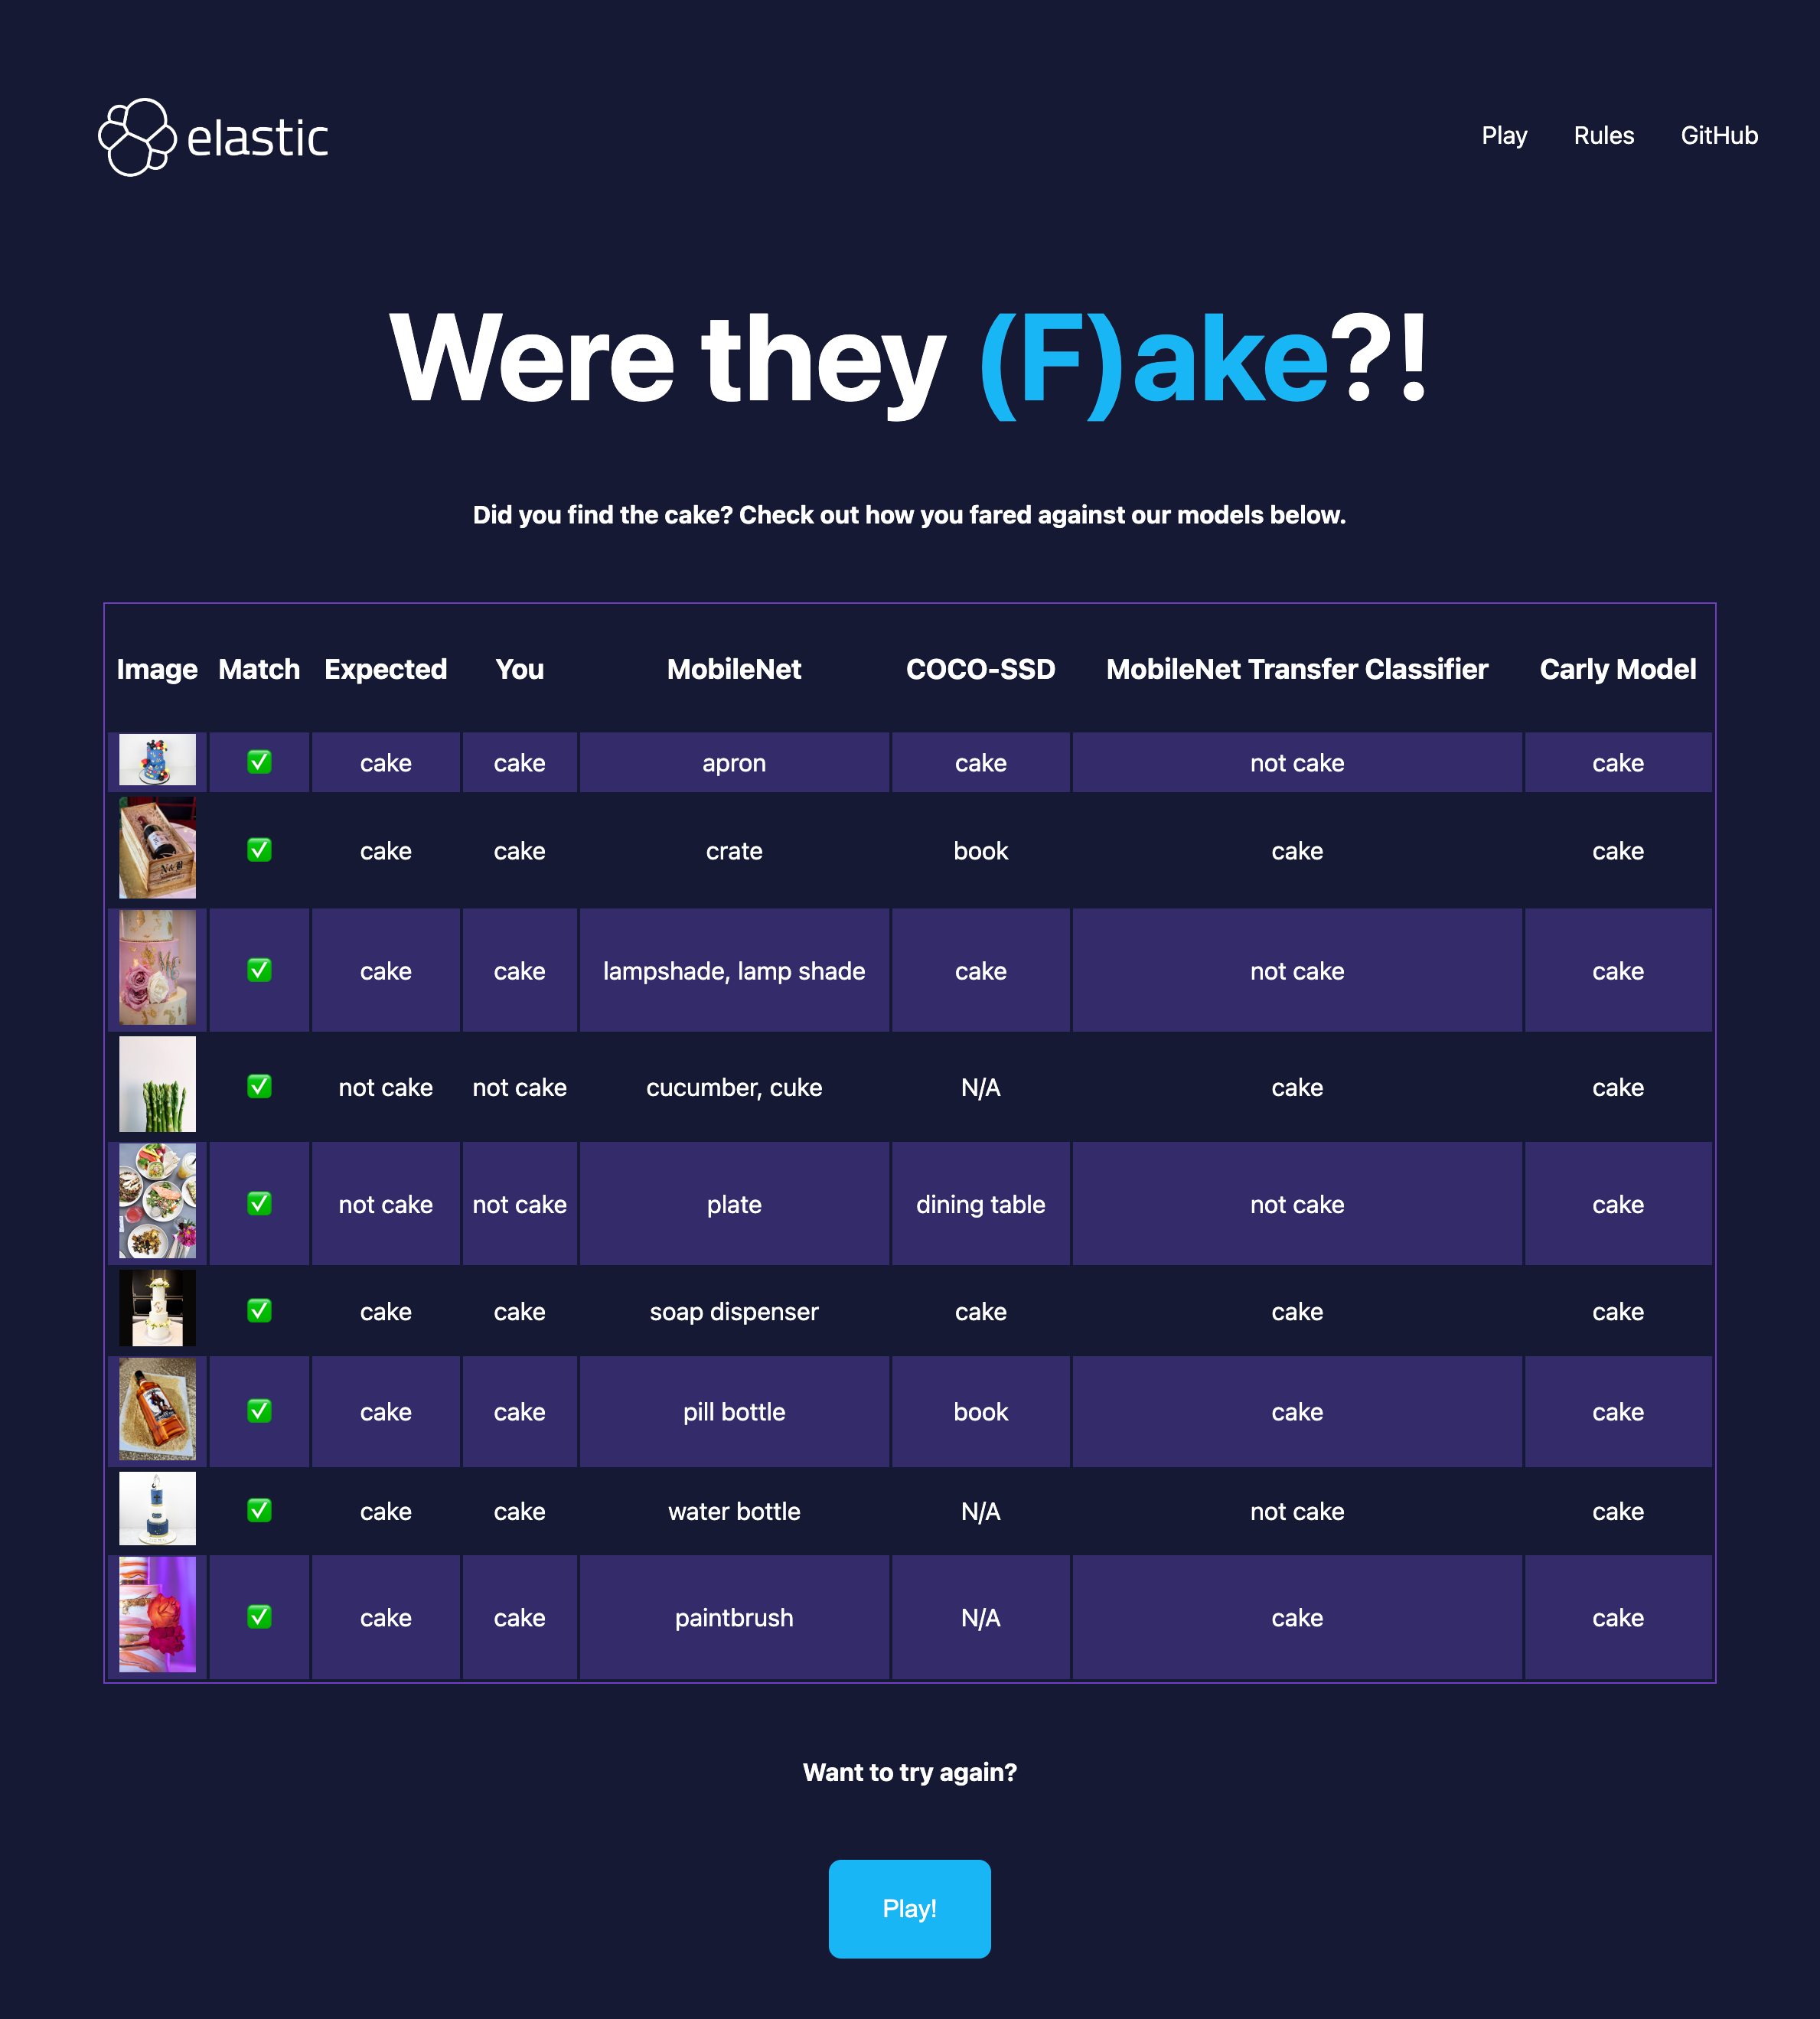 elastic
Play Rules GitHub
Were they (F)ake?!
Did you find the cake? Check out how you fared against our models below.
Image Match Expected You MobileNet COCO-SSD MobileNet Transfer Classifier Carly Model
cake cake apron cake not cake cake
cake cake crate book cake cake
N&B
cake cake lampshade, lamp shade cake not cake cake
not cake not cake cucumber, cuke N/A cake cake
not cake not cake plate dining table not cake cake
cake cake soap dispenser cake cake cake
cake cake pill bottle book cake cake
cake cake water bottle N/A not cake cake
cake cake paintbrush N/A cake cake
Want to try again?
Play!